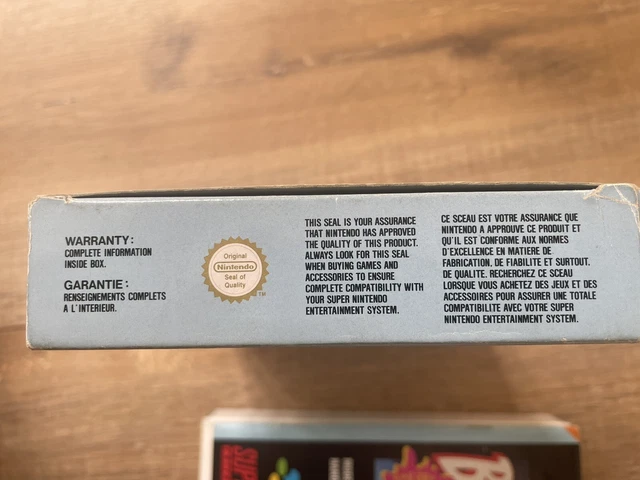 WARRANTY:
COMPLETE INFORMATION
INSIDE BOX.
GARANTIE:
RENSEIGNEMENTS COMPLETS
A L'INTERIEUR.
Original
Nintendo
Seal of
Quality
TM
THIS SEAL IS YOUR ASSURANCE
THAT NINTENDO HAS APPROVED
THE QUALITY OF THIS PRODUCT.
ALWAYS LOOK FOR THIS SEAL
WHEN BUYING GAMES AND
ACCESSORIES TO ENSURE
COMPLETE COMPATIBILITY WITH
YOUR SUPER NINTENDO
ENTERTAINMENT SYSTEM.
CE SCEAU EST VOTRE ASSURANCE QUE
NINTENDO A APPROUVE CE PRODUIT ET
QU'IL EST CONFORME AUX NORMES
D'EXCELLENCE EN MATIERE DE
FABRICATION, DE FIABILITE ET SURTOUT,
DE QUALITE. RECHERCHEZ CE SCEAU
LORSQUE VOUS ACHETEZ DES JEUX ET DES
ACCESSOIRES POUR ASSURER UNE TOTALE
COMPATIBILITE AVEC VOTRE SUPER
NINTENDO ENTERTAINMENT SYSTEM.